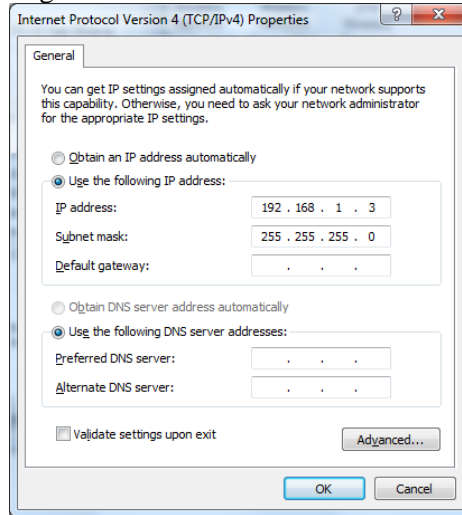 Internet Protocol Version 4 (TCP/IPv4) Properties
General
You can get IP settings assigned automatically if your network supports
this capability. Otherwise, you need to ask your network administrator
for the appropriate IP settings.
Obtain an IP address automatically
Use the following IP address:
IP address: 192 . 168 . 1 . 3
Subnet mask: 255 . 255 . 255 . 0
Default gateway: . . .
Obtain DNS server address automatically
Use the following DNS server addresses:
Preferred DNS server: . . .
Alternate DNS server: . . .
Validate settings upon exit
Advanced...
OK Cancel